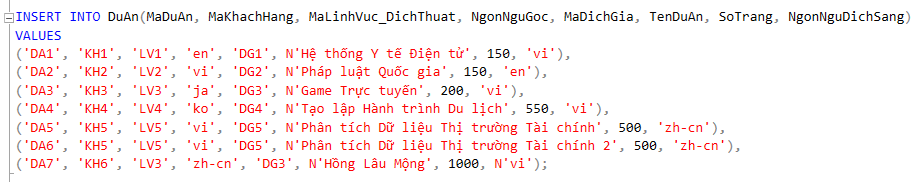 INSERT INTO DuAn(MaDuAn, MaKhachHang, MaLinhVuc_DichThuat, NgonNguGoc, MaDichGia, TenDuAn, SoTrang, NgonNguDichSang)
VALUES
('DA1', 'KH1', 'LV1', 'en', 'DG1', N'Hệ thống Y tế Điện tử', 150, 'vi'),
('DA2', 'KH2', 'LV2', 'vi', 'DG2', N'Pháp luật Quốc gia', 150, 'en'),
('DA3', 'KH3', 'LV3', 'ja', 'DG3', N'Game Trực tuyến', 200, 'vi'),
('DA4', 'KH4', 'LV4', 'ko', 'DG4', N'Tạo lập Hành trình Du lịch', 550, 'vi'),
('DA5', 'KH5', 'LV5', 'vi', 'DG5', N'Phân tích Dữ liệu Thị trường Tài chính', 500, 'zh-cn'),
('DA6', 'KH5', 'LV5', 'vi', 'DG5', N'Phân tích Dữ liệu Thị trường Tài chính 2', 500, 'zh-cn'),
('DA7', 'KH6', 'LV3', 'zh-cn', 'DG3', N'Hồng Lâu Mộng', 1000, N'vi');